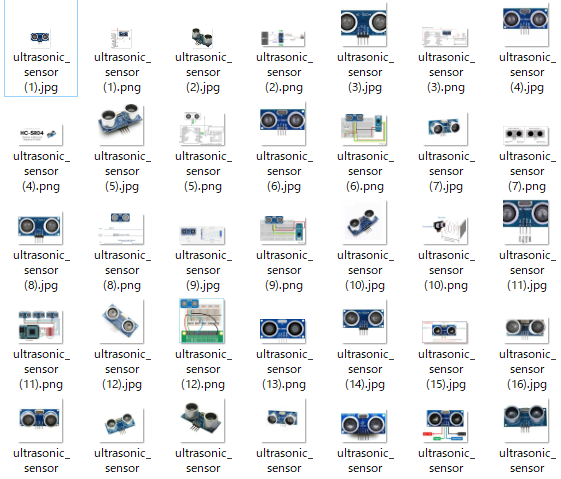 ultrasonic_
sensor
(1).jpg
ultrasonic_
sensor
(1).png
ultrasonic_
sensor
(2).jpg
ultrasonic_
sensor
(2).png
ultrasonic_
sensor
(3).jpg
ultrasonic_
sensor
(3).png
ultrasonic_
sensor
(4).jpg
HC-SR04
ultrasonic_
sensor
(4).png
ultrasonic_
sensor
(5).jpg
ultrasonic_
sensor
(5).png
ultrasonic_
sensor
(6).jpg
ultrasonic_
sensor
(6).png
ultrasonic_
sensor
(7).jpg
ultrasonic_
sensor
(7).png
ultrasonic_
sensor
(8).jpg
ultrasonic_
sensor
(8).png
ultrasonic_
sensor
(9).jpg
ultrasonic_
sensor
(9).png
ultrasonic_
sensor
(10).jpg
ultrasonic_
sensor
(10).png
ultrasonic_
sensor
(11).jpg
ultrasonic_
sensor
(11).png
ultrasonic_
sensor
(12).jpg
ultrasonic_
sensor
(12).png
ultrasonic_
sensor
(13).png
ultrasonic_
sensor
(14).jpg
ultrasonic_
sensor
(15).jpg
ultrasonic_
sensor
(16).jpg
ultrasonic_
sensor
ultrasonic_
sensor
ultrasonic_
sensor
ultrasonic_
sensor
ultrasonic_
sensor
ultrasonic_
sensor
ultrasonic_
sensor